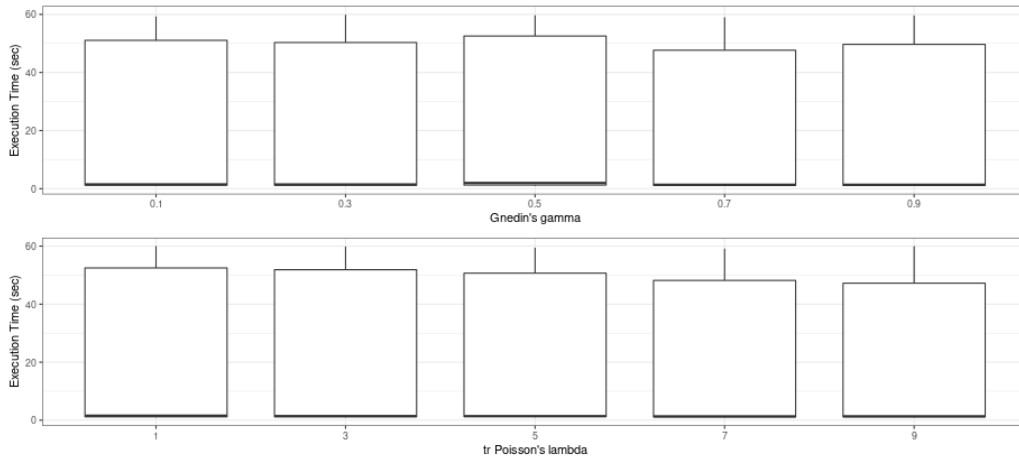 Execution Time (sec)
60
40
20
0
0.1 0.3 0.5 0.7 0.9
Gnedin's gamma
Execution Time (sec)
60
40
20
0
1 3 5 7 9
tr Poisson's lambda